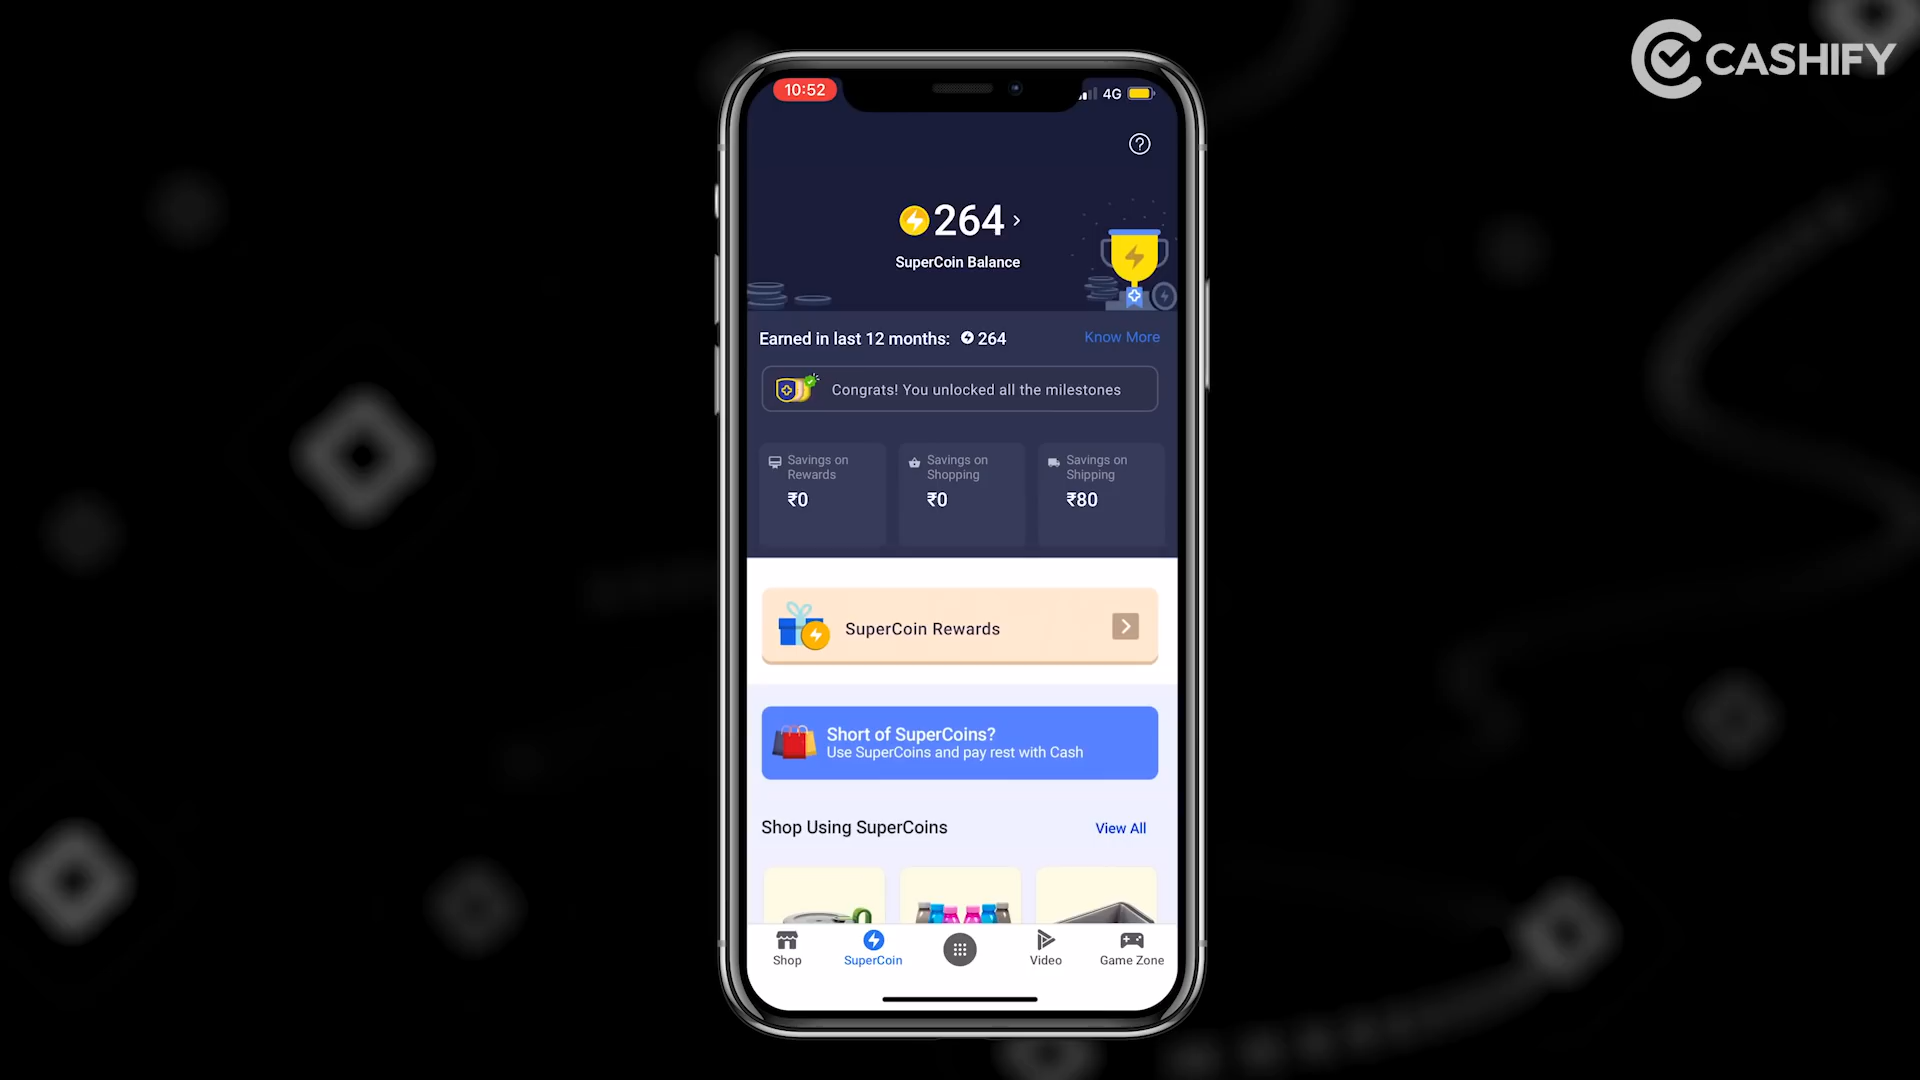 CASHIFY
10:52
4G
264
SuperCoin Balance
Earned in last 12 months: 264
Know More
Congrats! You unlocked all the milestones
Savings on
Rewards
₹0
Savings on
Shopping
₹0
Savings on
Shipping
₹80
SuperCoin Rewards
Short of SuperCoins?
Use SuperCoins and pay rest with Cash
Shop Using SuperCoins
View All
Shop
SuperCoin
Video
Game Zone